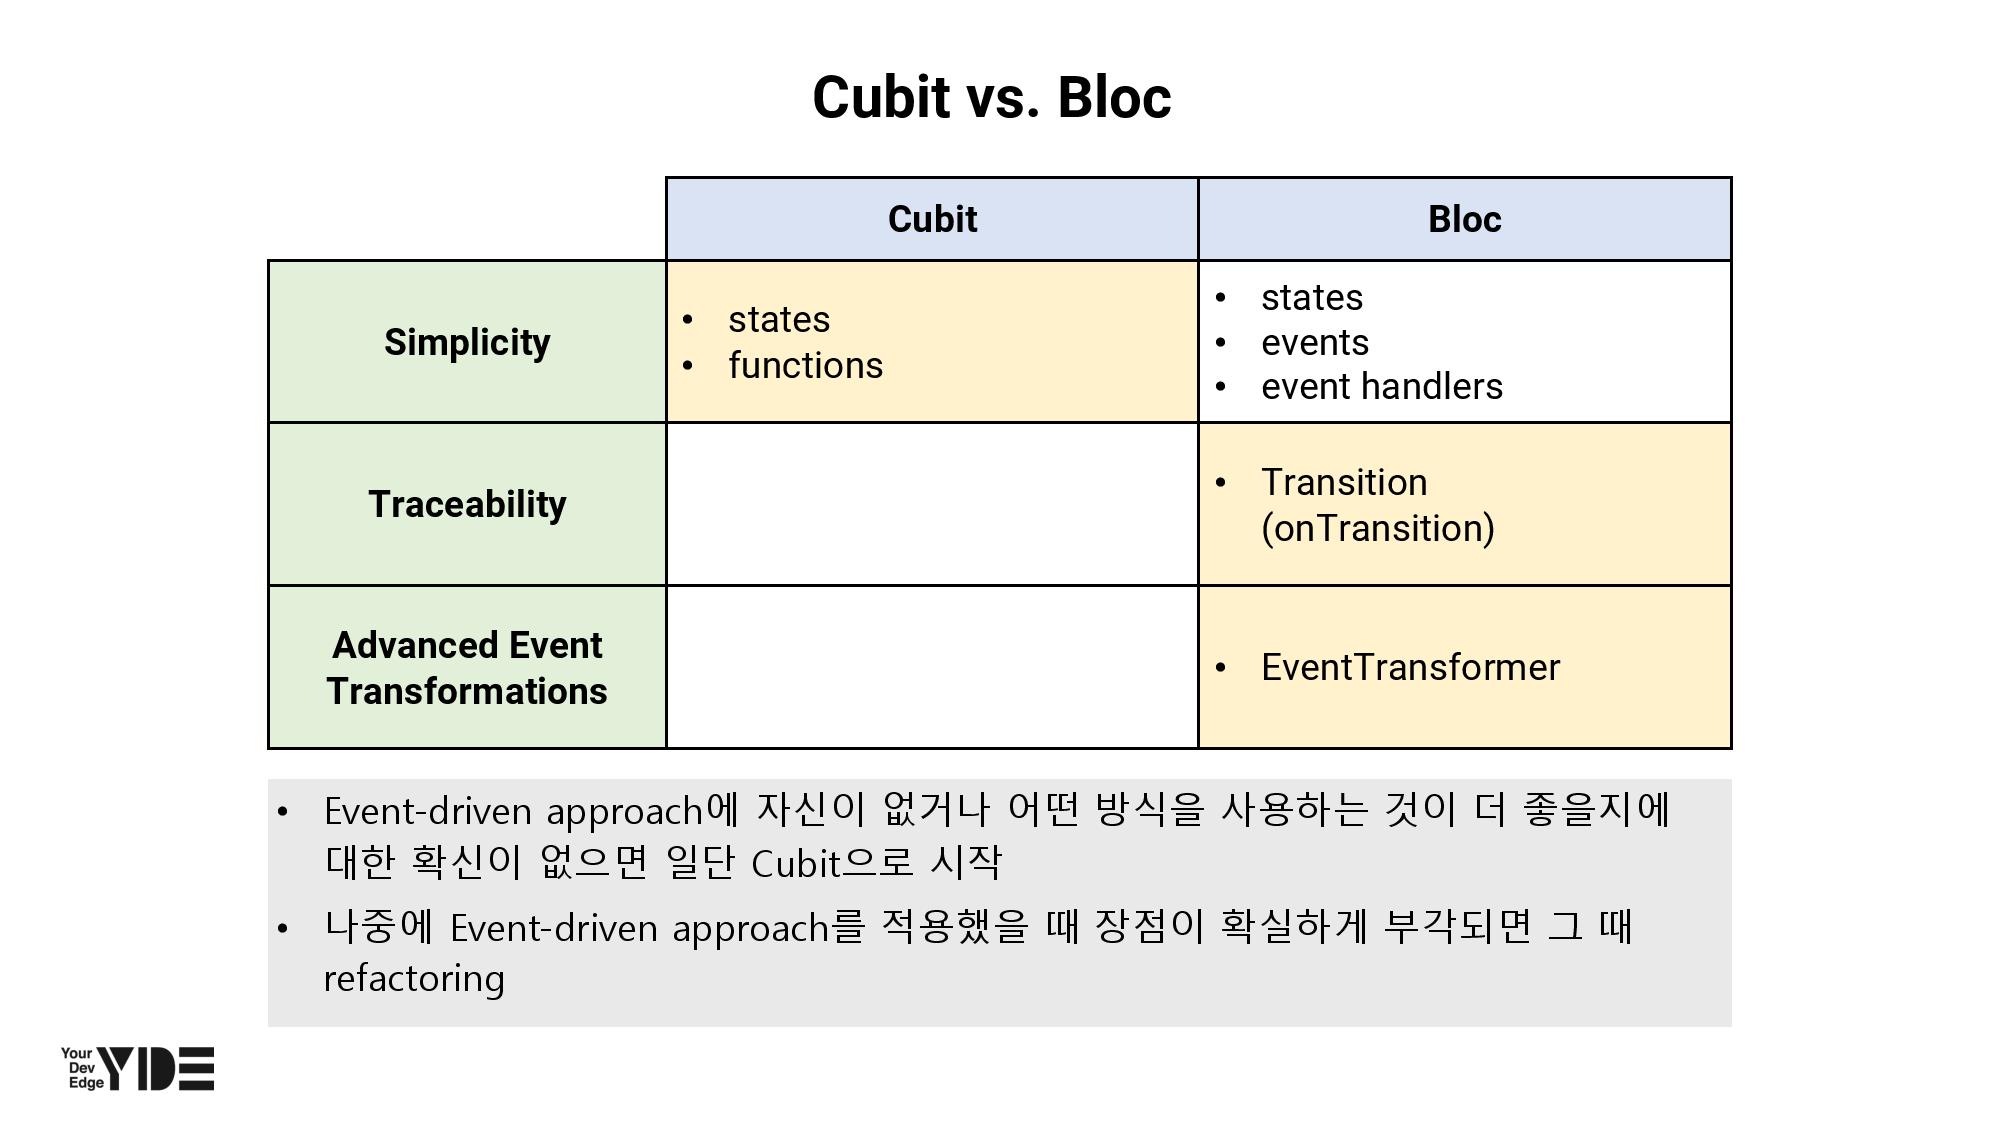 Cubit vs. Bloc
Cubit
Bloc
Simplicity
• states
• functions
• states
• events
• event handlers
Traceability
• Transition
(onTransition)
Advanced Event
Transformations
• EventTransformer
• Event-driven approach에 자신이 없거나 어떤 방식을 사용하는 것이 더 좋을지에
대한 확신이 없으면 일단 Cubit으로 시작
• 나중에 Event-driven approach를 적용했을 때 장점이 확실하게 부각되면 그 때
refactoring
Your
Dev
Edge
YIDE